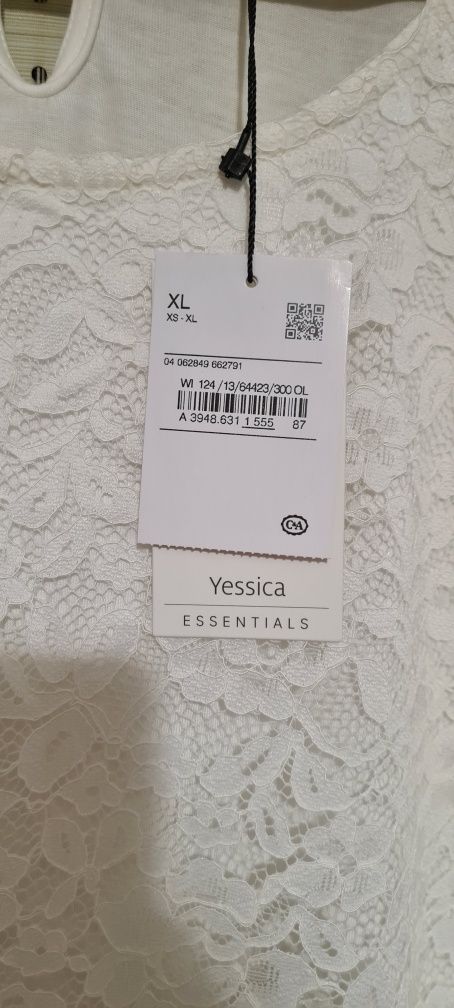 XL
XS - XL
04 062849 662791
WI 124 /13/64423/300 OL
A 3948.631 1 555 87
C&A
Yessica
ESSENTIALS